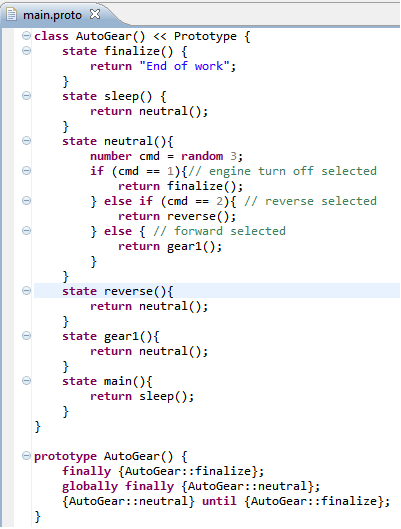 main.proto
class AutoGear() << Prototype {
    state finalize() {
        return "End of work";
    }
    state sleep() {
        return neutral();
    }
    state neutral(){
        number cmd = random 3;
        if (cmd == 1){// engine turn off selected
            return finalize();
        } else if (cmd == 2){ // reverse selected
            return reverse();
        } else { // forward selected
            return gear1();
        }
    }
    state reverse(){
        return neutral();
    }
    state gear1(){
        return neutral();
    }
    state main(){
        return sleep();
    }
}

prototype AutoGear() {
    finally {AutoGear::finalize};
    globally finally {AutoGear::neutral};
    {AutoGear::neutral} until {AutoGear::finalize};
}